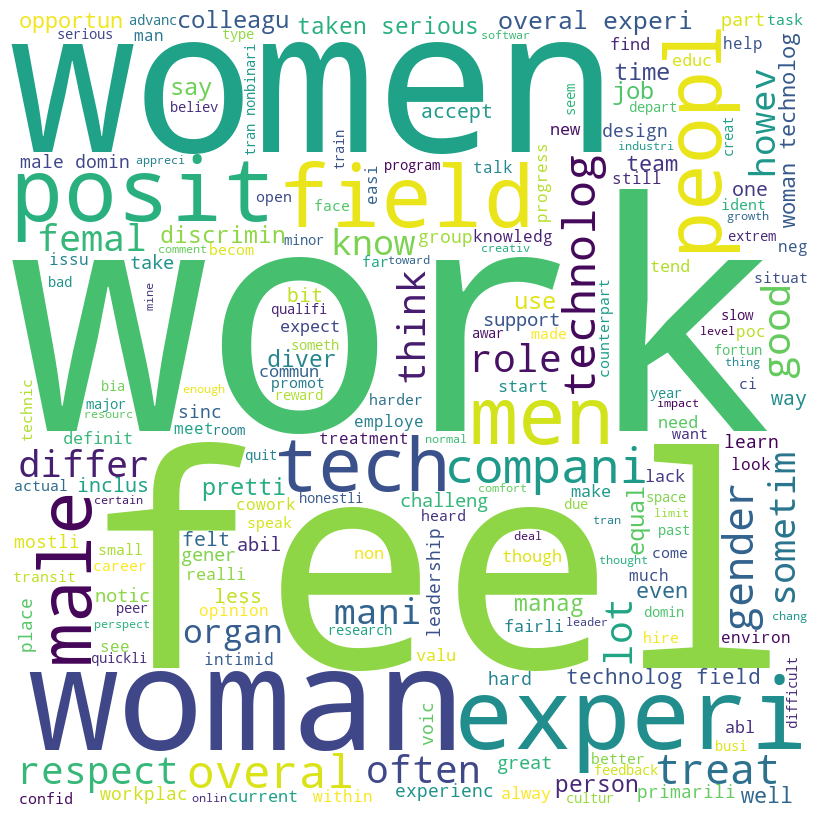 opportun
advanc
colleagu
taken serious
overal experi
part
task
serious
man
type
softwar
find
help
women
say
believ
tran nonbinari
accept
seem
time
job
educ
depart
peopl
howev
woman technolog
new
design
industri
creat
male domin
appreci
train
easi
program
talk
progress
technolog
team
still
one
ident
growth
posit
field
open
face
femal
discrimin
minor
know
group
knowledg
extrem
neg
issu
take
comment
becom
far
toward
creativ
tend
situat
bad
mine
work
bit
qualifi
expect
someth
think
use
support
awar
made
counterpart
slow
level
poc
fortun
thing
good
diver
commun
role
start
ci
way
technic
bia
major
resourc
promot
reward
enough
harder
men
year
impact
sinc
meet
room
employe
need
want
definit
quit
treatment
normal
learn
differ
tech
compani
look
lack
actual
inclus
certain
pretti
honestli
challeng
comfort
make
due
equal
space
limit
gender
sometim
male
feel
cowork
speak
heard
deal
tran
past
thought
come
mostli
small
felt
abil
non
though
much
transit
career
gener
realli
leadership
even
place
notic
less
opinion
mani
manag
lot
domin
chang
peer
perspect
organ
research
fairli
leader
hire
environ
see
quickli
intimid
valu
hard
technolog field
difficult
woman
experi
voic
abl
busi
respect
overal
often
great
better
feedback
treat
person
confid
workplac
onlin
current
within
experienc
alway
cultur
primarili
well